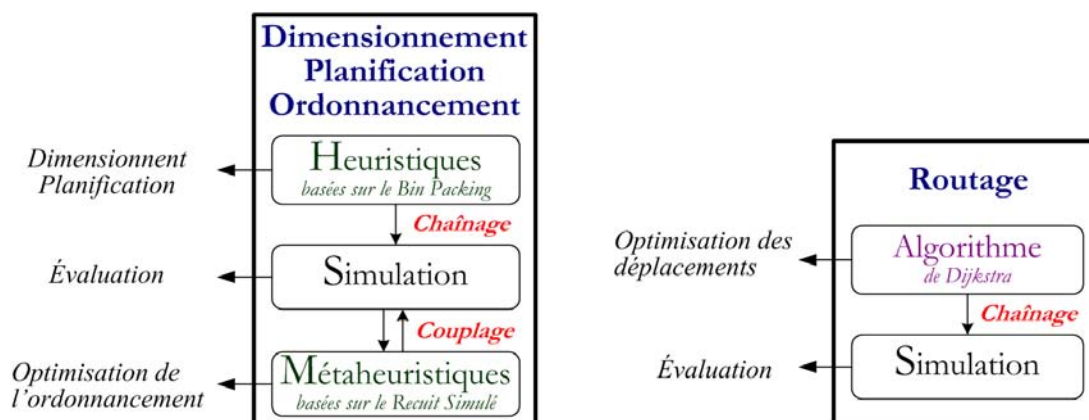 Dimensionnement
Planification
Ordonnancement
Dimensionnent
Planification
Heuristiques
basées sur le Bin Packing
Chaînage
Évaluation
Simulation
Couplage
Optimisation de
l'ordonnancement
Métaheuristiques
basées sur le Recuit Simulé
Routage
Optimisation des
déplacements
Algorithme
de Dijkstra
Chaînage
Évaluation
Simulation